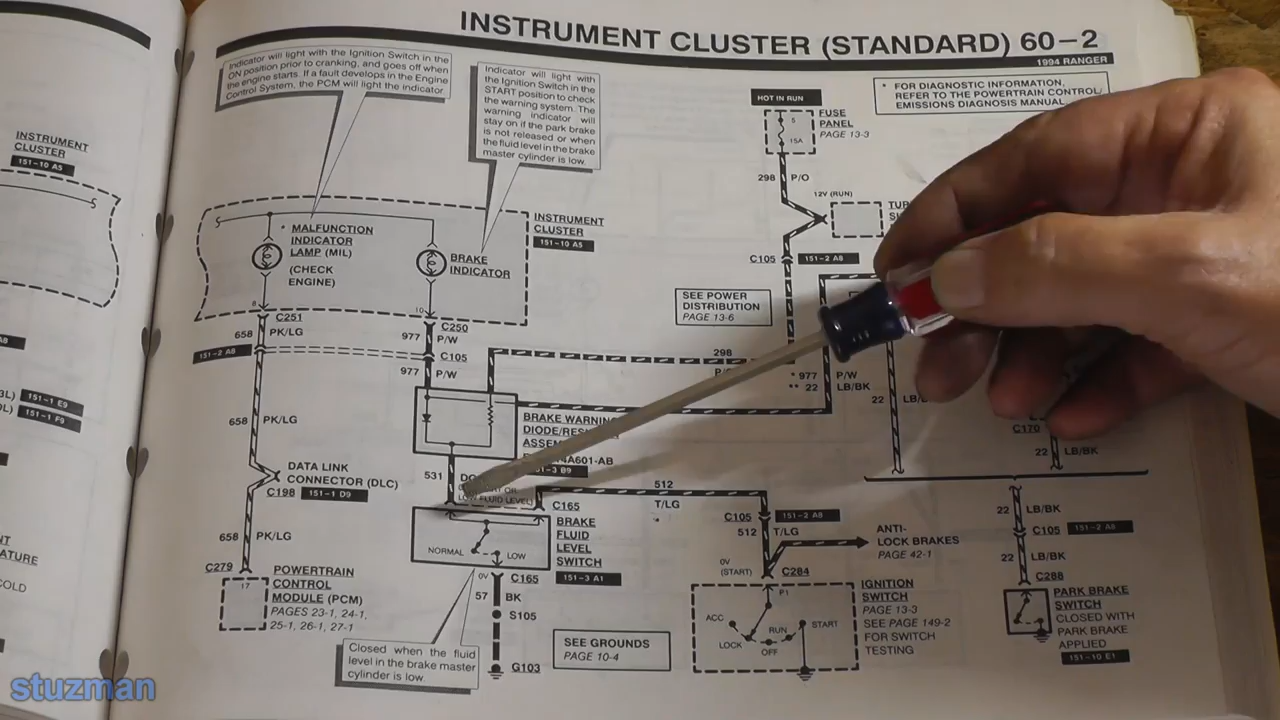 INSTRUMENT CLUSTER (STANDARD) 60-2
1994 RANGER
Indicator will light with the Ignition Switch in the
ON position prior to cranking, and goes off when
the engine starts. If a fault develops in the Engine
Control System, the PCM will light the indicator.
Indicator will light with
the Ignition Switch in the
START position to check
the warning system. The
warning indicator will
stay on if the park brake
is not released or when
the fluid level in the brake
master cylinder is low.
HOT IN RUN
5
15A
FUSE
PANEL
PAGE 13-3
* FOR DIAGNOSTIC INFORMATION,
REFER TO THE POWERTRAIN CONTROL/
EMISSIONS DIAGNOSIS MANUAL.
INSTRUMENT
CLUSTER
151-10 A5
298 P/O
12V (RUN)
C105
151-2 A8
INSTRUMENT
CLUSTER
151-10 A5
* MALFUNCTION
INDICATOR
LAMP (MIL)
(CHECK
ENGINE)
BRAKE
INDICATOR
SEE POWER
DISTRIBUTION
PAGE 13-6
8
C251
10
C250
658 PK/LG
977 P/W
151-2 A8
C105
977 P/W
298
* 977 P/W
** 22 LB/BK
22
22
C170
LB/BK
658 PK/LG
BRAKE WARNING
531
151-1 E9
151-1 F9
DATA LINK
CONNECTOR (DLC)
C198
151-1 D9
C165
512
T/LG
C105
151-2 A8
512 T/LG
BRAKE
FLUID
LEVEL
SWITCH
151-3 A1
NORMAL
LOW
ANTI-
LOCK BRAKES
PAGE 42-1
22 LB/BK
C105
151-2 A8
22 LB/BK
658 PK/LG
C279
17
POWERTRAIN
CONTROL
MODULE (PCM)
PAGES 23-1, 24-1,
25-1, 26-1, 27-1
0V
C165
57 BK
S105
G103
0V
(START)
C284
P1
ACC
LOCK
OFF
RUN
START
IGNITION
SWITCH
PAGE 13-3
SEE PAGE 149-2
FOR SWITCH
TESTING
C288
PARK BRAKE
SWITCH
CLOSED WITH
PARK BRAKE
APPLIED
151-10 E1
SEE GROUNDS
PAGE 10-4
Closed when the fluid
level in the brake master
cylinder is low.
COLD
stuzman